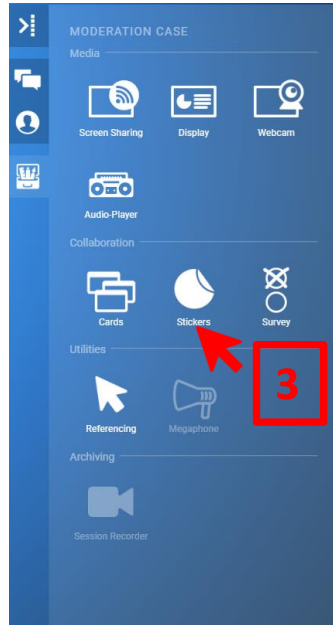 MODERATION CASE
Media
Screen Sharing Display Webcam
Audio-Player
Collaboration
Cards Stickers Survey
3
Utilities
Referencing Megaphone
Archiving
Session Recorder